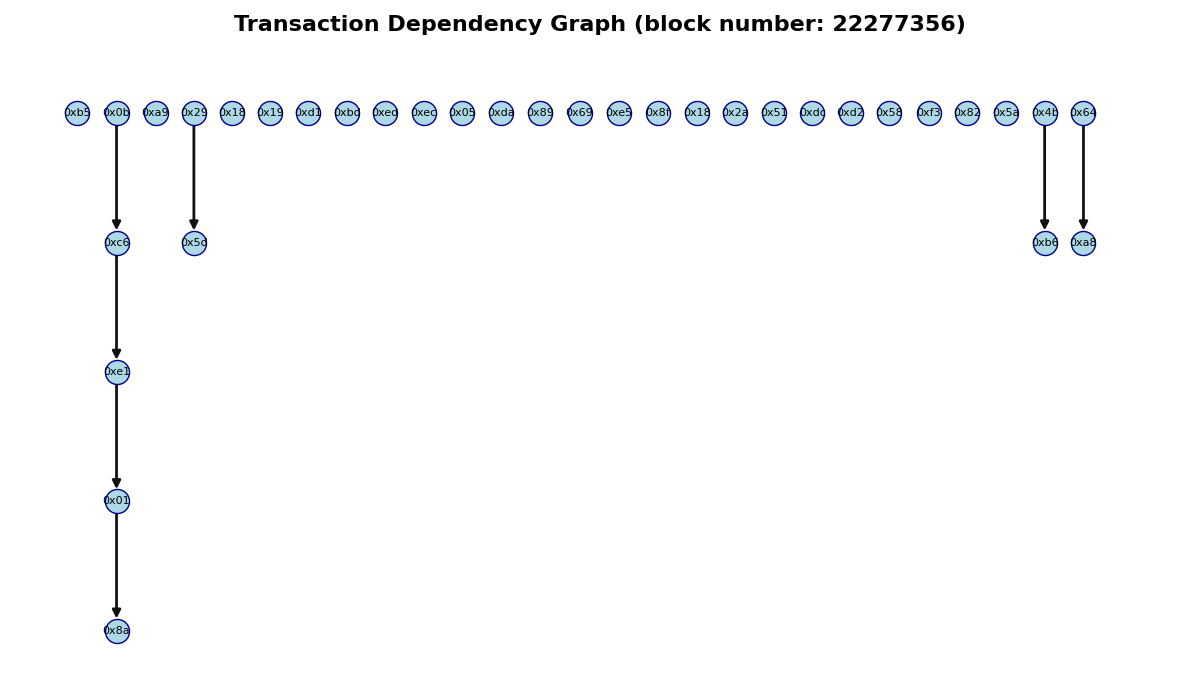 Transaction Dependency Graph (block number: 22277356)
0xb5 0x0b 0xa9 0x29 0x18 0x19 0xd1 0xbd 0xed 0xec 0x05 0xda 0x89 0x69 0xe5 0x8f 0x18 0x2a 0x51 0xdc 0xd2 0x58 0xf3 0x82 0x5a 0x4b 0x64
0xc6 0x5d 0xb6 0xa8
0xe1
0x01
0x8a